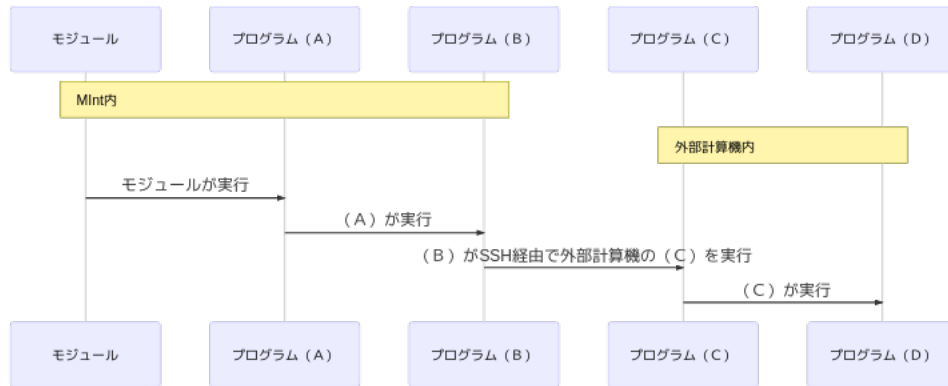 モジュール
プログラム（A）
プログラム（B）
プログラム（C）
プログラム（D）
MInt内
外部計算機内
モジュールが実行
（A）が実行
（B）がSSH経由で外部計算機の（C）を実行
（C）が実行
モジュール
プログラム（A）
プログラム（B）
プログラム（C）
プログラム（D）